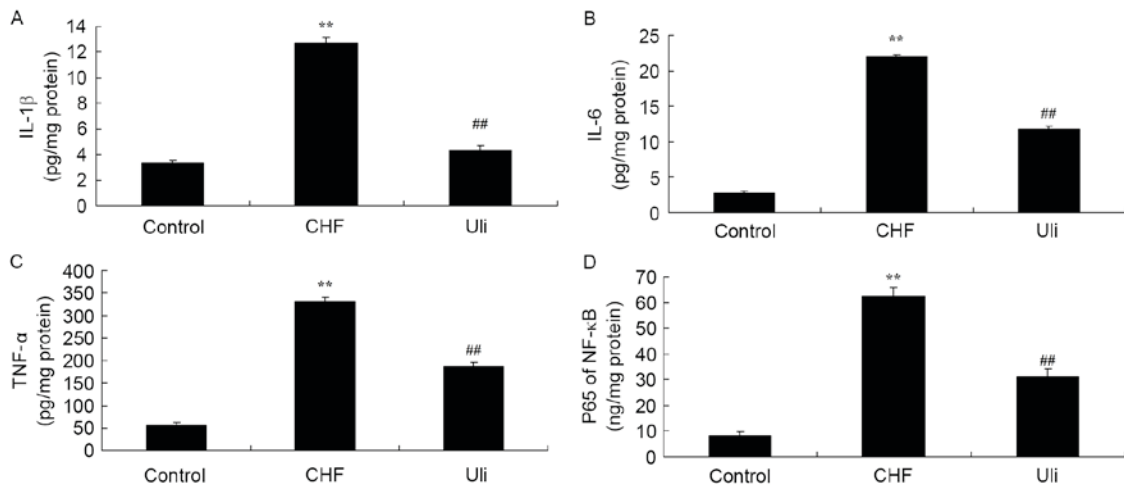 A
IL-1β
(pg/mg protein)
14
12
10
8
6
4
2
0
**
##
Control CHF Uli
B
IL-6
(pg/mg protein)
25
20
15
10
5
0
**
##
Control CHF Uli
C
TNF-α
(pg/mg protein)
400
350
300
250
200
150
100
50
0
**
##
Control CHF Uli
D
P65 of NF-κB
(ng/mg protein)
70
60
50
40
30
20
10
0
**
##
Control CHF Uli